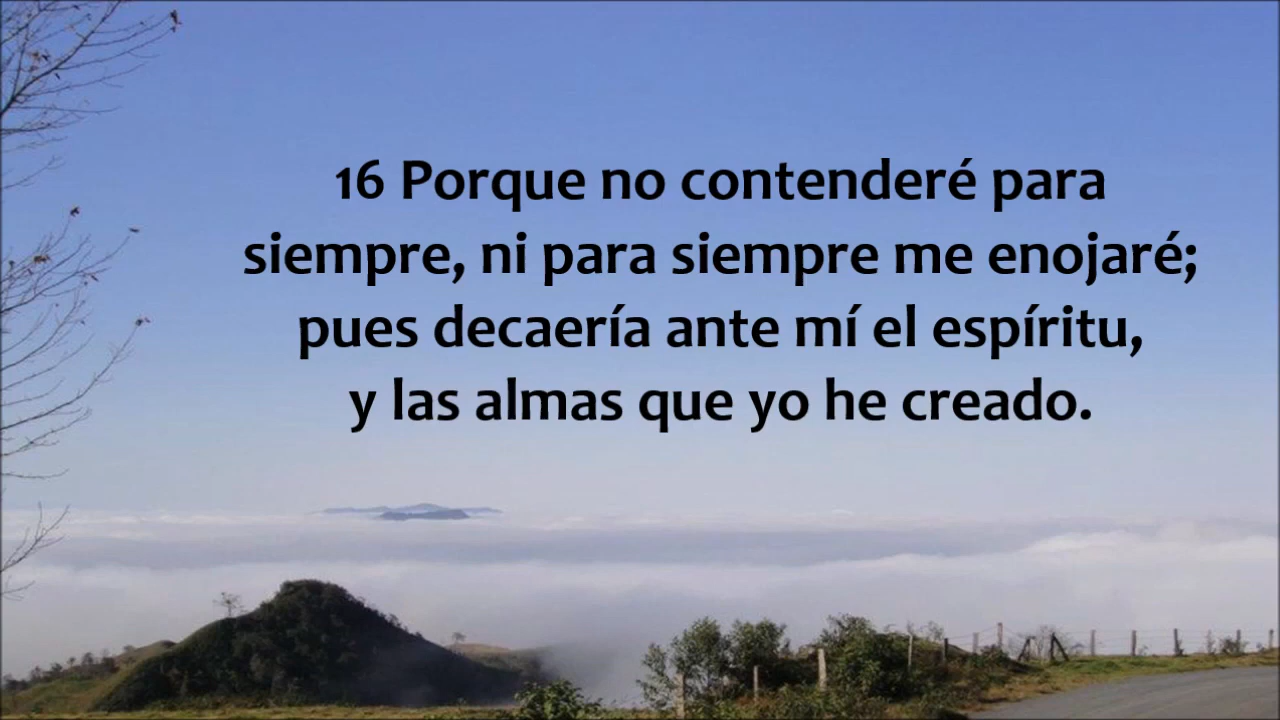 16 Porque no contenderé para
siempre, ni para siempre me enojaré;
pues decaería ante mí el espíritu,
y las almas que yo he creado.